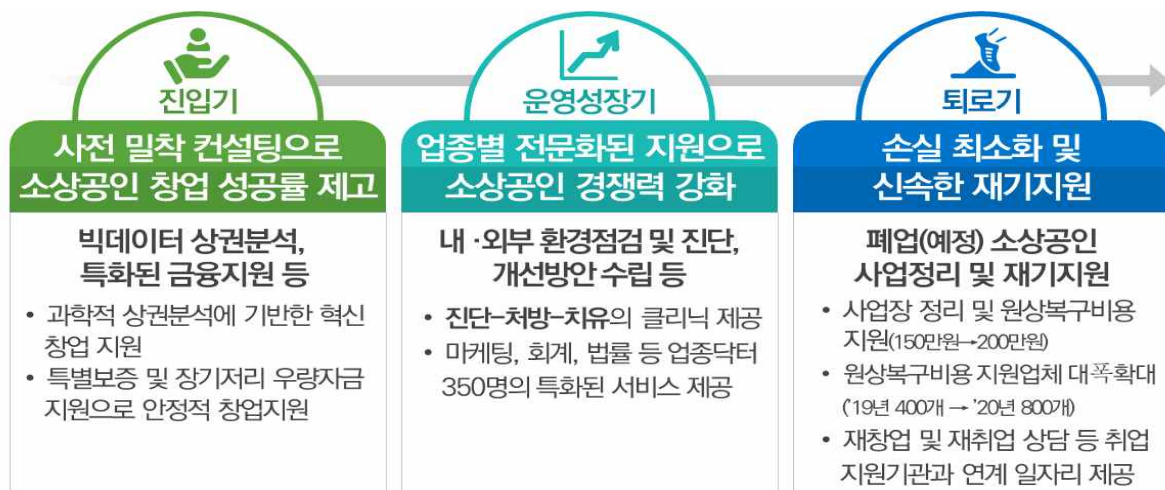 진입기
사전 밀착 컨설팅으로
소상공인 창업 성공률 제고
빅데이터 상권분석,
특화된 금융지원 등
• 과학적 상권분석에 기반한 혁신
창업 지원
• 특별보증 및 장기저리 우량자금
지원으로 안정적 창업지원
운영성장기
업종별 전문화된 지원으로
소상공인 경쟁력 강화
내·외부 환경점검 및 진단,
개선방안 수립 등
• 진단-처방-치유의 클리닉 제공
• 마케팅, 회계, 법률 등 업종닥터
350명의 특화된 서비스 제공
퇴로기
손실 최소화 및
신속한 재기지원
폐업(예정) 소상공인
사업정리 및 재기지원
• 사업장 정리 및 원상복구비용
지원(150만원→200만원)
• 원상복구비용 지원업체 대폭확대
('19년 400개 → '20년 800개)
• 재창업 및 재취업 상담 등 취업
지원기관과 연계 일자리 제공